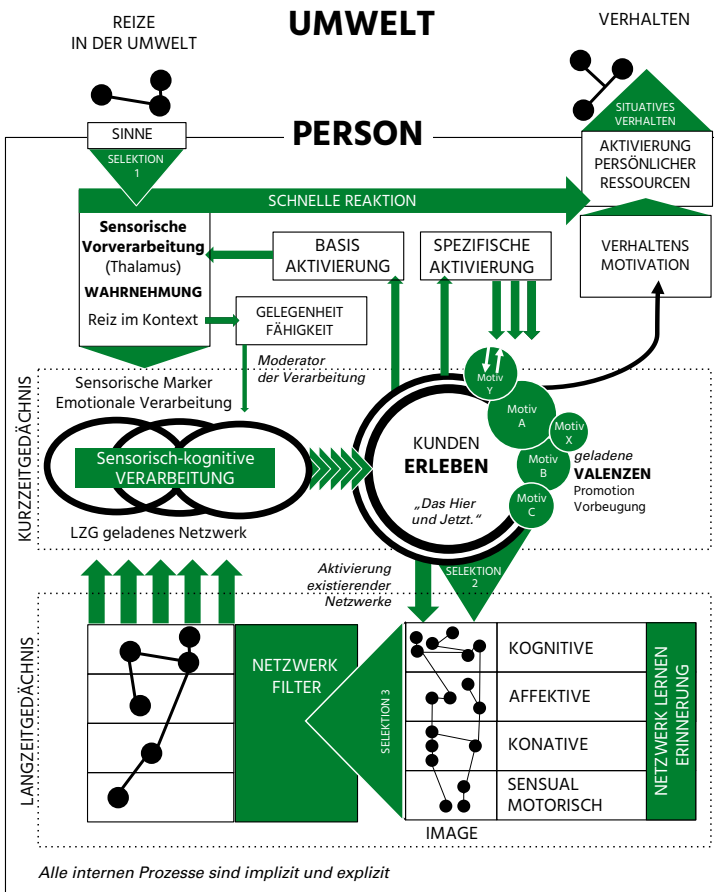 UMWELT
REIZE
IN DER UMWELT
VERHALTEN
SINNE
PERSON
SITUATIVES
VERHALTEN
SELEKTION
1
AKTIVIERUNG
PERSÖNLICHER
RESSOURCEN
SCHNELLE REAKTION
Sensorische
Vorverarbeitung
(Thalamus)
WAHRNEHMUNG
Reiz im Kontext
BASIS
AKTIVIERUNG
SPEZIFISCHE
AKTIVIERUNG
VERHALTENS
MOTIVATION
GELEGENHEIT
FÄHIGKEIT
Moderator
der Verarbeitung
KURZZEITGEDÄCHNIS
Sensorische Marker
Emotionale Verarbeitung
Sensorisch-kognitive
VERARBEITUNG
LZG geladenes Netzwerk
KUNDEN
ERLEBEN
„Das Hier
und Jetzt.“
Motiv
Y
Motiv
A
Motiv
X
Motiv
B
Motiv
C
geladene
VALENZEN
Promotion
Vorbeugung
Aktivierung
existierender
Netzwerke
SELEKTION
2
LANGZEITGEDÄCHNIS
NETZWERK
FILTER
SELEKTION 3
KOGNITIVE
AFFEKTIVE
KONATIVE
SENSUAL
MOTORISCH
IMAGE
NETZWERK LERNEN
ERINNERUNG
Alle internen Prozesse sind implizit und explizit